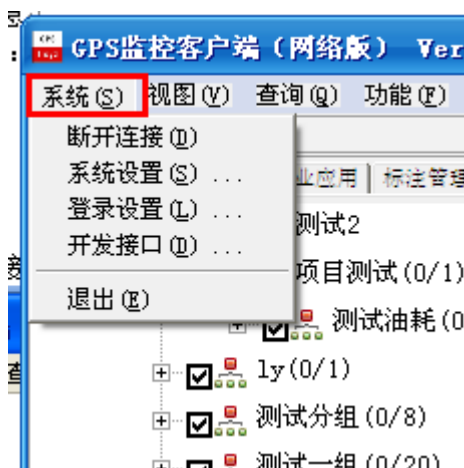 GPS监控客户端（网络版） Ver
系统(S) 视图(V) 查询(Q) 功能(F)
断开连接(D)
系统设置(S) ...
业应用 标注管理
登录设置(L) ...
测试2
开发接口(D) ...
项目测试(0/1)
退出(E)
测试油耗(0
ly(0/1)
测试分组(0/8)
测试一组(0/20)